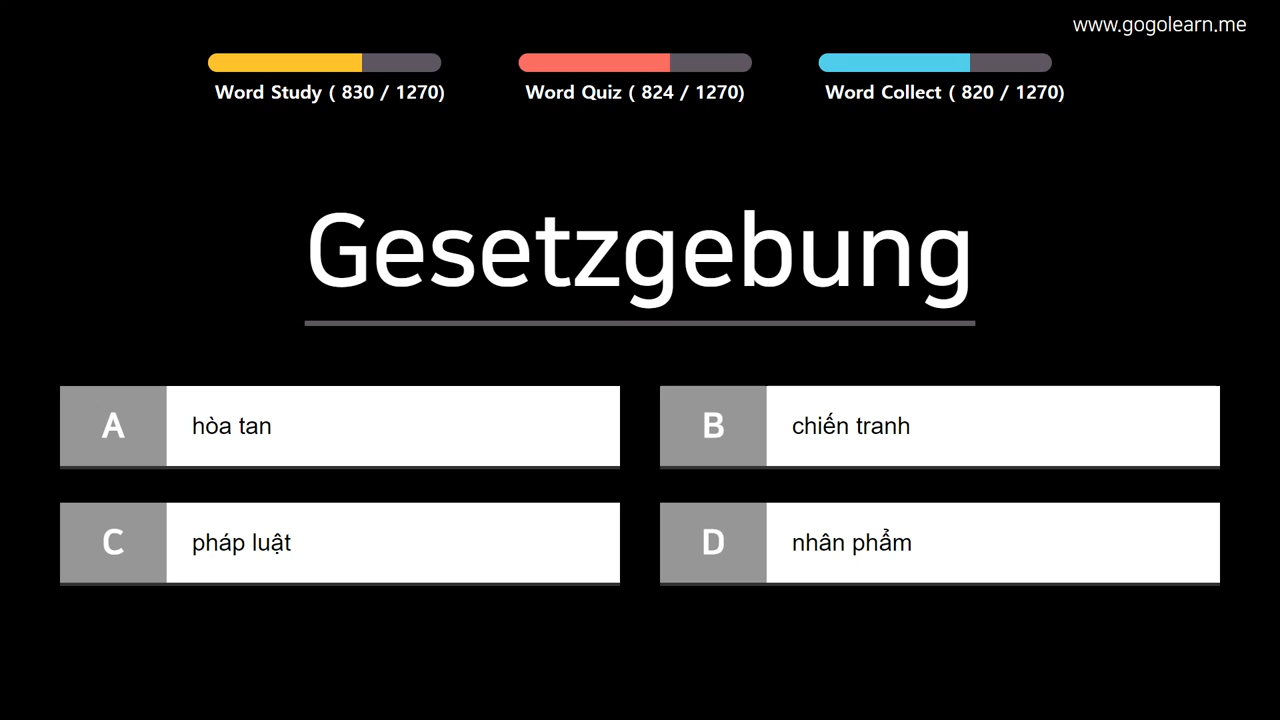 www.gogolearn.me
Word Study ( 830 / 1270)
Word Quiz ( 824 / 1270)
Word Collect ( 820 / 1270)
Gesetzgebung
A
hòa tan
B
chiến tranh
C
pháp luật
D
nhân phẩm